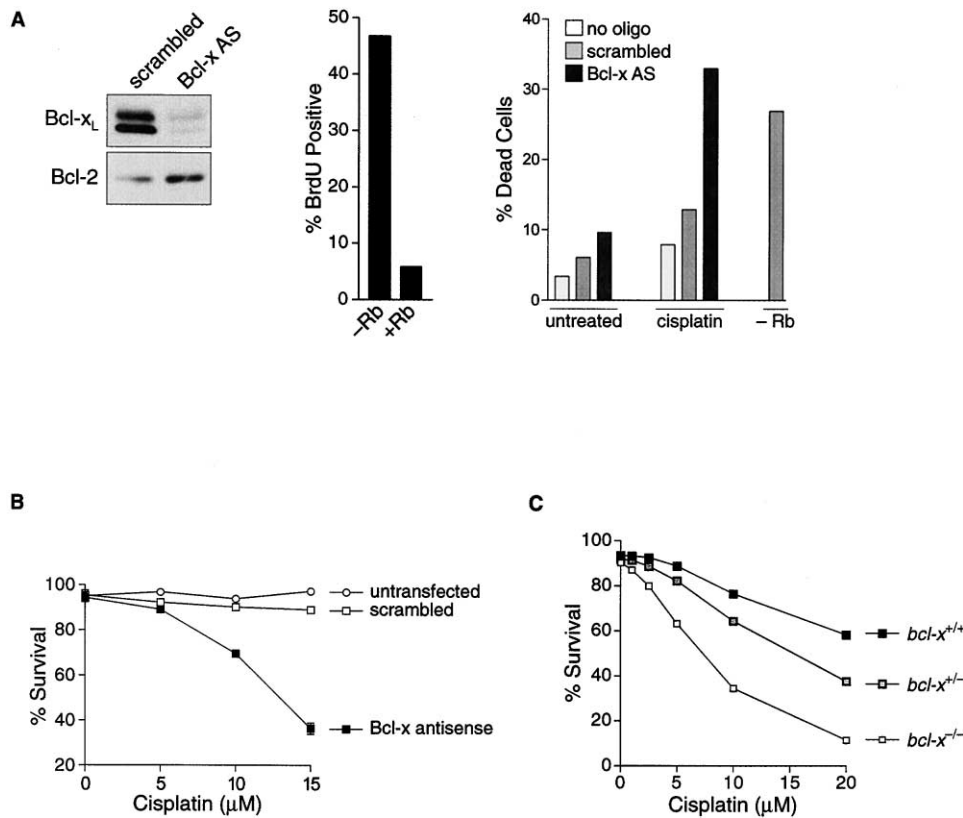 A
scrambled
Bcl-x AS
Bcl-xL
Bcl-2
% BrdU Positive
50
40
30
20
10
0
–Rb
+Rb
% Dead Cells
40
30
20
10
0
no oligo
scrambled
Bcl-x AS
untreated
cisplatin
– Rb
B
% Survival
100
80
60
40
20
0
5
10
15
Cisplatin (μM)
untransfected
scrambled
Bcl-x antisense
C
% Survival
100
80
60
40
20
0
0
5
10
15
20
Cisplatin (μM)
bcl-x+/+
bcl-x+/–
bcl-x–/–